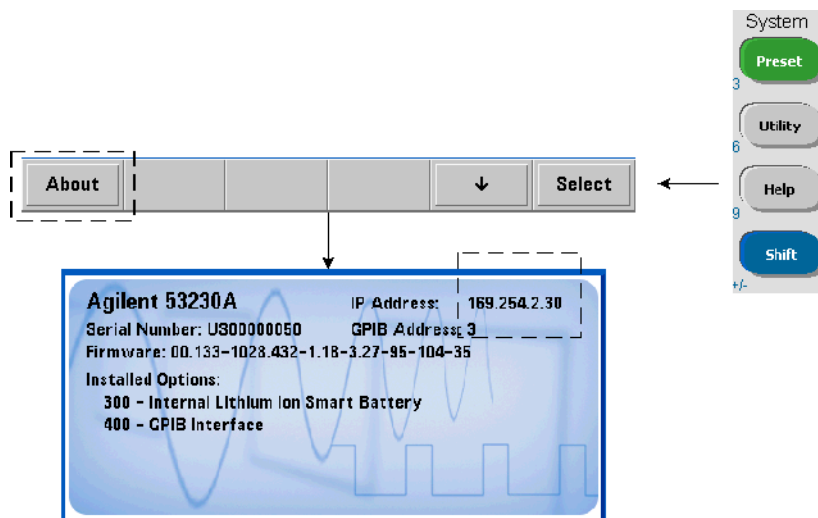 System
Preset
3
Utility
6
Help
9
Shift
+/-
About ↓ Select
Agilent 53230A IP Address: 169.254.2.30
Serial Number: US00000050 GPIB Address: 3
Firmware: 00.133-1028.432-1.18-3.27-95-104-35
Installed Options:
300 - Internal Lithium Ion Smart Battery
400 - GPIB Interface